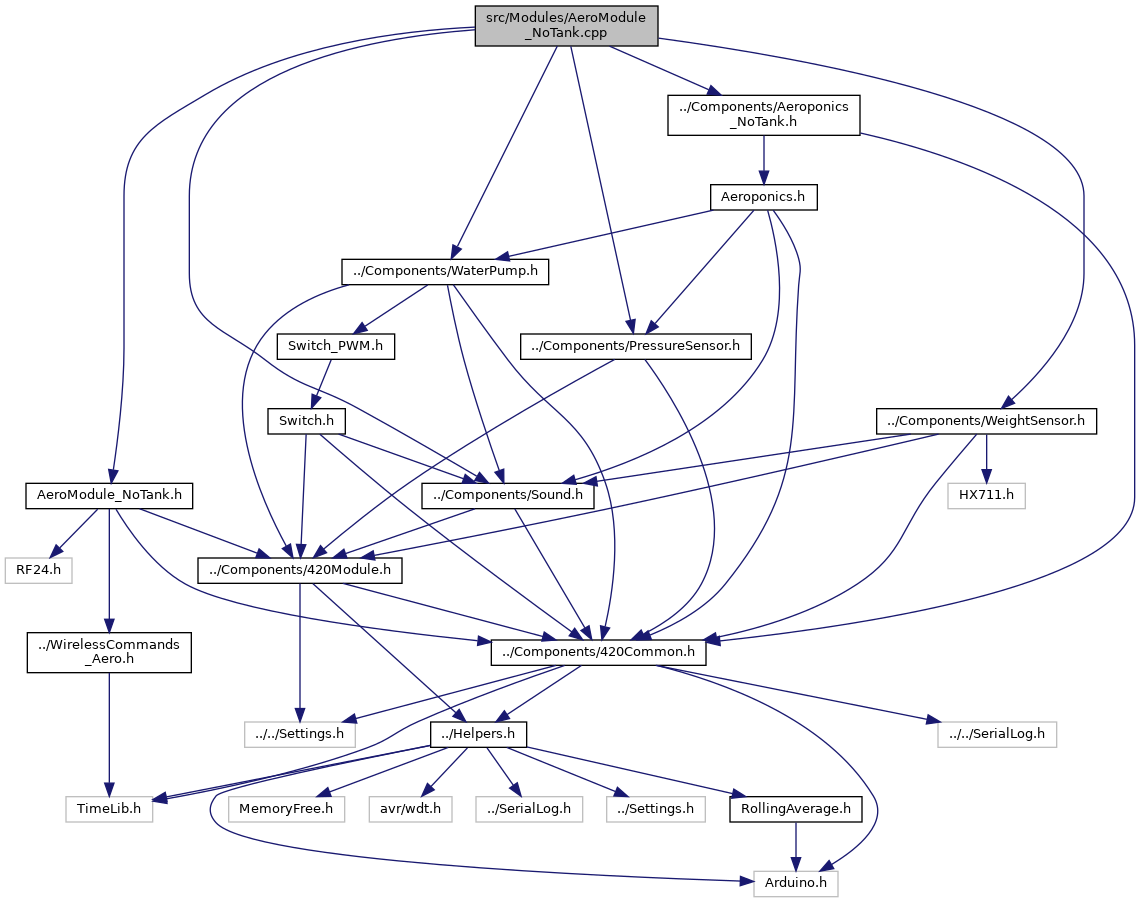 src/Modules/AeroModule
_NoTank.cpp
../Components/Aeroponics
_NoTank.h
Aeroponics.h
../Components/WaterPump.h
Switch_PWM.h
../Components/PressureSensor.h
Switch.h
../Components/WeightSensor.h
AeroModule_NoTank.h
../Components/Sound.h
HX711.h
RF24.h
../Components/420Module.h
../WirelessCommands
_Aero.h
../Components/420Common.h
../../Settings.h
../Helpers.h
../../SerialLog.h
TimeLib.h
MemoryFree.h
avr/wdt.h
../SerialLog.h
../Settings.h
RollingAverage.h
Arduino.h